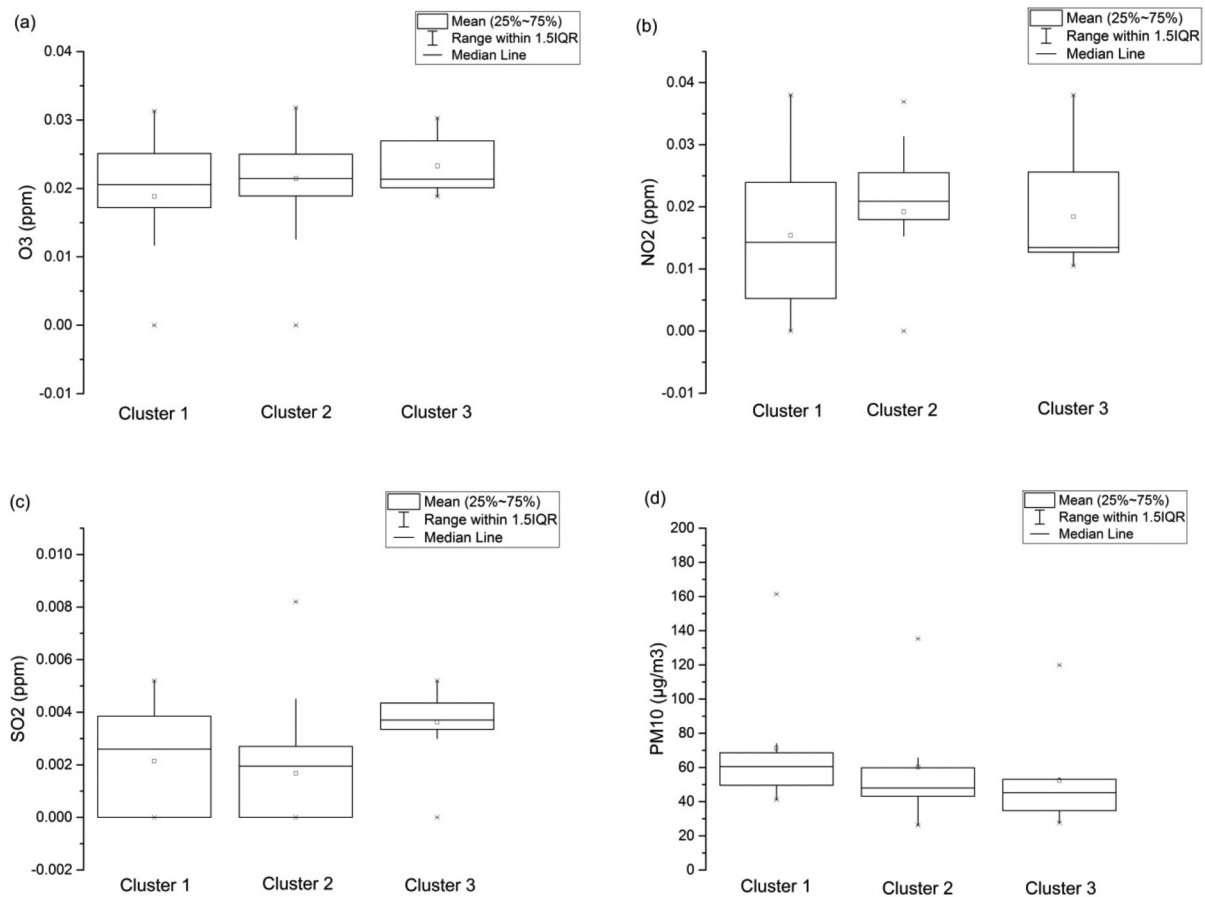 (a)
Mean (25%~75%)
Range within 1.5IQR
Median Line
0.04
0.03
0.02
0.01
0.00
-0.01
O3 (ppm)
Cluster 1
Cluster 2
Cluster 3
(b)
Mean (25%~75%)
Range within 1.5IQR
Median Line
0.04
0.03
0.02
0.01
0.00
-0.01
NO2 (ppm)
Cluster 1
Cluster 2
Cluster 3
(c)
Mean (25%~75%)
Range within 1.5IQR
Median Line
0.010
0.008
0.006
0.004
0.002
0.000
-0.002
SO2 (ppm)
Cluster 1
Cluster 2
Cluster 3
(d)
Mean (25%~75%)
Range within 1.5IQR
Median Line
200
180
160
140
120
100
80
60
40
20
0
PM10 (µg/m3)
Cluster 1
Cluster 2
Cluster 3